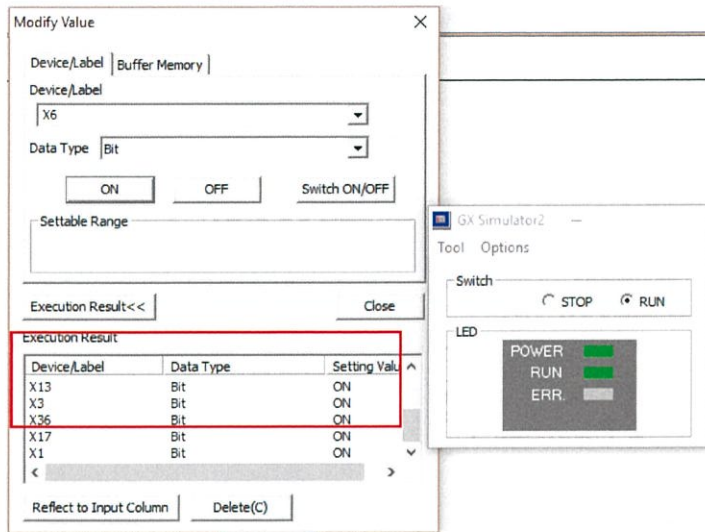 Modify Value
Device/Label Buffer Memory
Device/Label
X6
Data Type Bit
ON OFF Switch ON/OFF
Settable Range
Execution Result<< Close
Execution Result
Device/Label Data Type Setting Valu
X13 Bit ON
X3 Bit ON
X36 Bit ON
X17 Bit ON
X1 Bit ON
Reflect to Input Column Delete(C)
GX Simulator2
Tool Options
Switch
STOP RUN
LED
POWER
RUN
ERR.